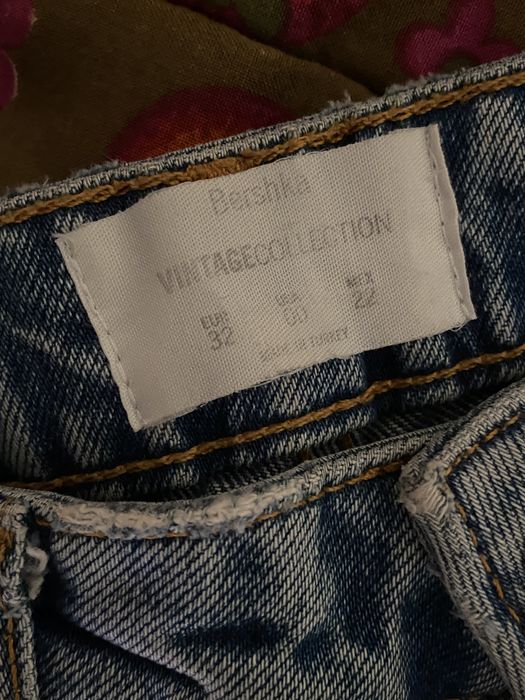 Bershka
VINTAGECOLLECTION
EUR USA MEX
32 00 22
MADE IN TURKEY